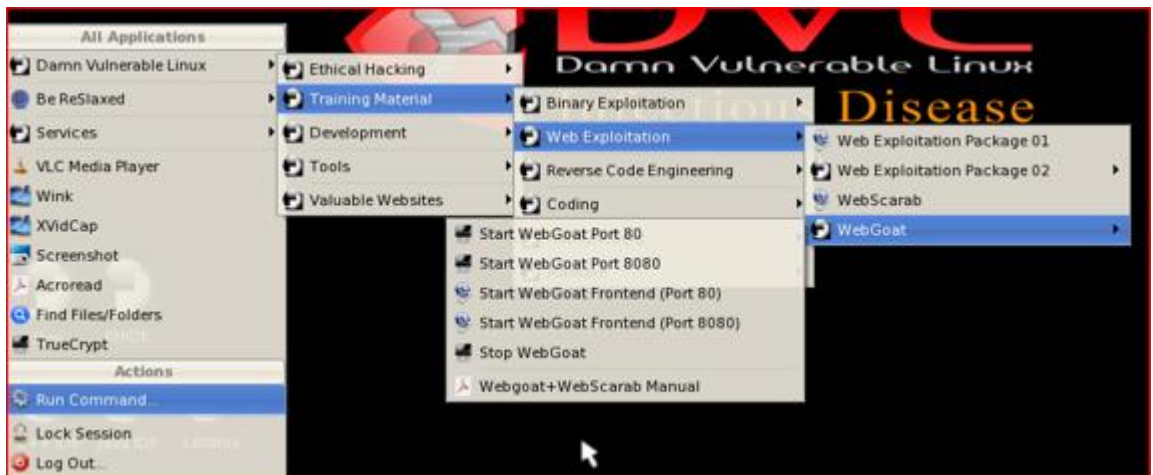 All Applications
Damn Vulnerable Linux
Be ReSlaxed
Services
VLC Media Player
Wink
XVidCap
Screenshot
Acroread
Find Files/Folders
TrueCrypt
Actions
Run Command...
Lock Session
Log Out...
Ethical Hacking
Training Material
Development
Tools
Valuable Websites
Binary Exploitation
Web Exploitation
Reverse Code Engineering
Coding
Web Exploitation Package 01
Web Exploitation Package 02
WebScarab
WebGoat
Start WebGoat Port 80
Start WebGoat Port 8080
Start WebGoat Frontend (Port 80)
Start WebGoat Frontend (Port 8080)
Stop WebGoat
Webgoat+WebScarab Manual
Damn Vulnerable Linux
Disease